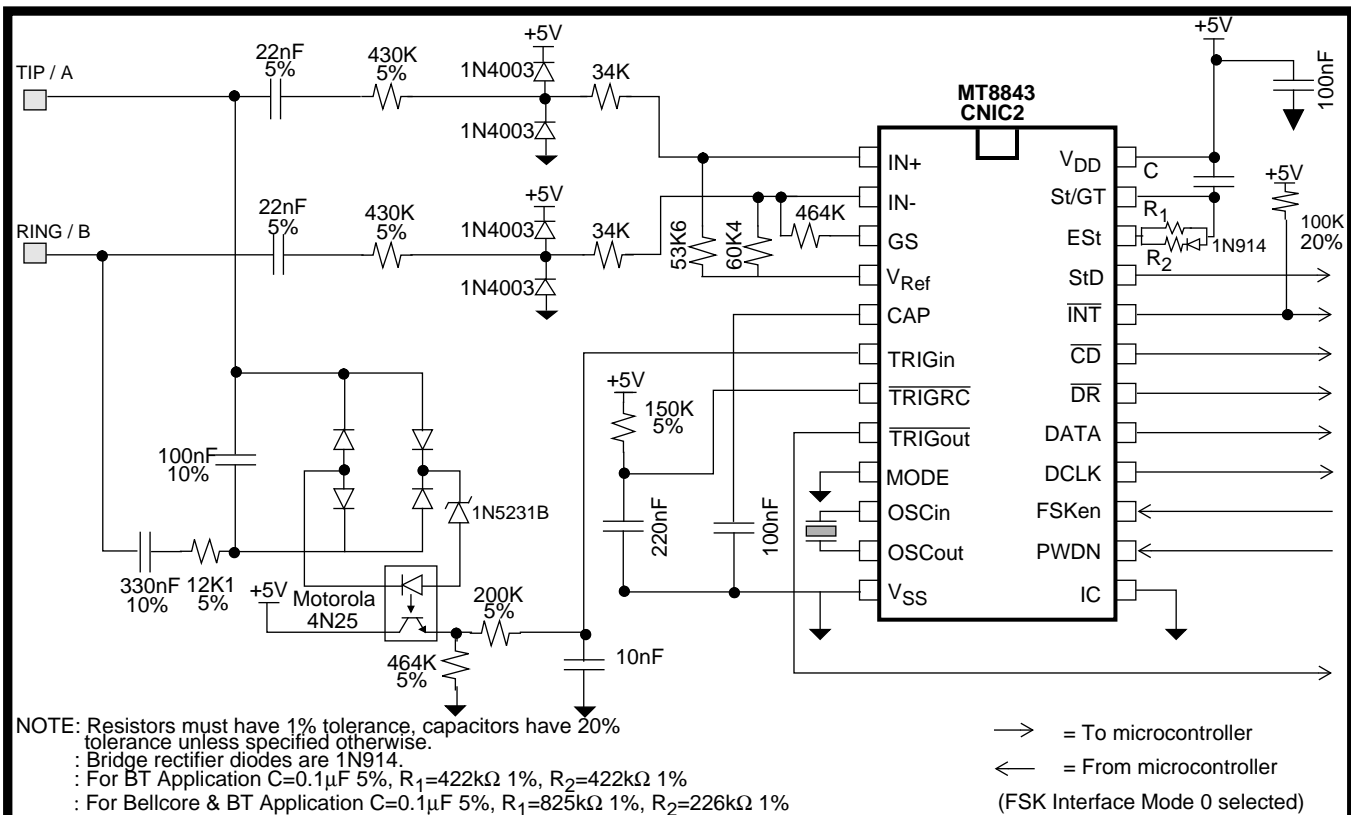 +5V
22nF
5%
430K
5%
+5V
1N4003
34K
TIP / A
1N4003
MT8843
CNIC2
100nF
IN+
VDD
C
+5V
22nF
5%
430K
5%
+5V
1N4003
34K
IN-
St/GT
464K
R1
100K
20%
RING / B
GS
ESt
1N914
R2
53K6
60K4
1N4003
VRef
StD
CAP
INT
TRIGin
CD
+5V
TRIGRC
DR
150K
5%
TRIGout
DATA
100nF
10%
MODE
DCLK
1N5231B
220nF
100nF
OSCin
FSKen
OSCout
PWDN
330nF
10%
12K1
5%
+5V
Motorola
4N25
200K
5%
VSS
IC
464K
5%
10nF
NOTE: Resistors must have 1% tolerance, capacitors have 20%
tolerance unless specified otherwise.
: Bridge rectifier diodes are 1N914.
: For BT Application C=0.1µF 5%, R1=422kΩ 1%, R2=422kΩ 1%
: For Bellcore & BT Application C=0.1µF 5%, R1=825kΩ 1%, R2=226kΩ 1%
= To microcontroller
= From microcontroller
(FSK Interface Mode 0 selected)